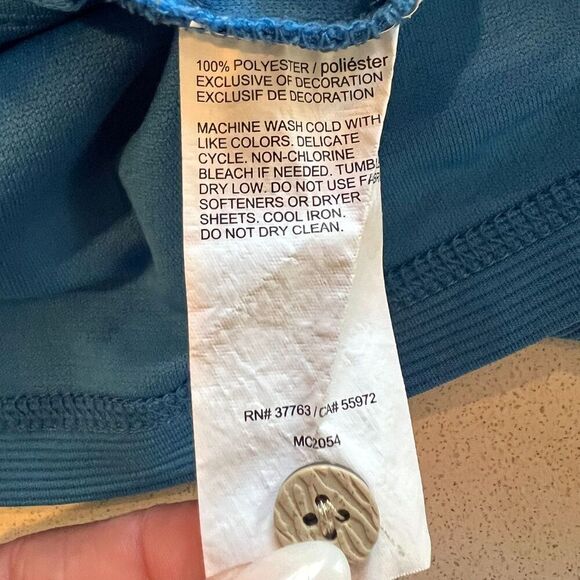 100% POLYESTER / poliéster
EXCLUSIVE OF DECORATION
EXCLUSIF DE DECORATION
MACHINE WASH COLD WITH
LIKE COLORS. DELICATE
CYCLE. NON-CHLORINE
BLEACH IF NEEDED. TUMBL
DRY LOW. DO NOT USE
SOFTENERS OR DRYER
SHEETS. COOL IRON.
DO NOT DRY CLEAN.
RN# 37763 / CA# 55972
MC2054